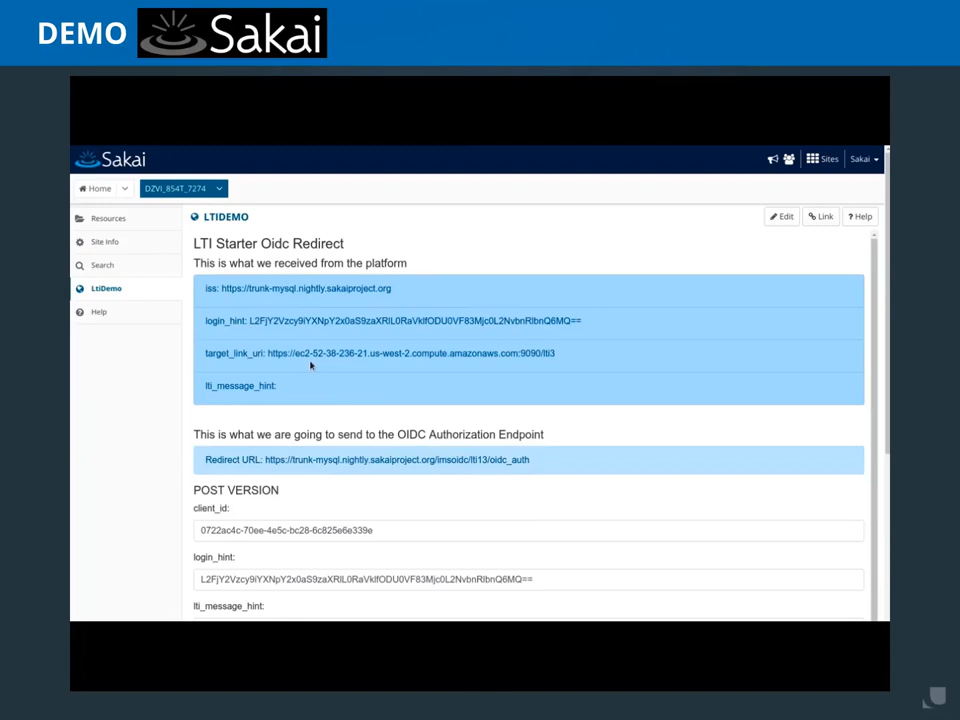 DEMO Sakai
Sakai
Sites
Sakai
Home
DZVI_854T_7274
Resources
LTIDEMO
Edit
Link
? Help
Site Info
LTI Starter Oidc Redirect
Search
This is what we received from the platform
LtiDemo
iss: https://trunk-mysql.nightly.sakaiproject.org
Help
login_hint: L2FjY2Vzcy9iYXNpY2x0aS9zaXRlL0RaVklfODU0VF83Mjc0L2NvbnRlbnQ6MQ==
target_link_uri: https://ec2-52-38-236-21.us-west-2.compute.amazonaws.com:9090/lti3
lti_message_hint:
This is what we are going to send to the OIDC Authorization Endpoint
Redirect URL: https://trunk-mysql.nightly.sakaiproject.org/imsoidc/lti13/oidc_auth
POST VERSION
client_id:
0722ac4c-70ee-4e5c-bc28-6c825e6e339e
login_hint:
L2FjY2Vzcy9iYXNpY2x0aS9zaXRlL0RaVklfODU0VF83Mjc0L2NvbnRlbnQ6MQ==
lti_message_hint: